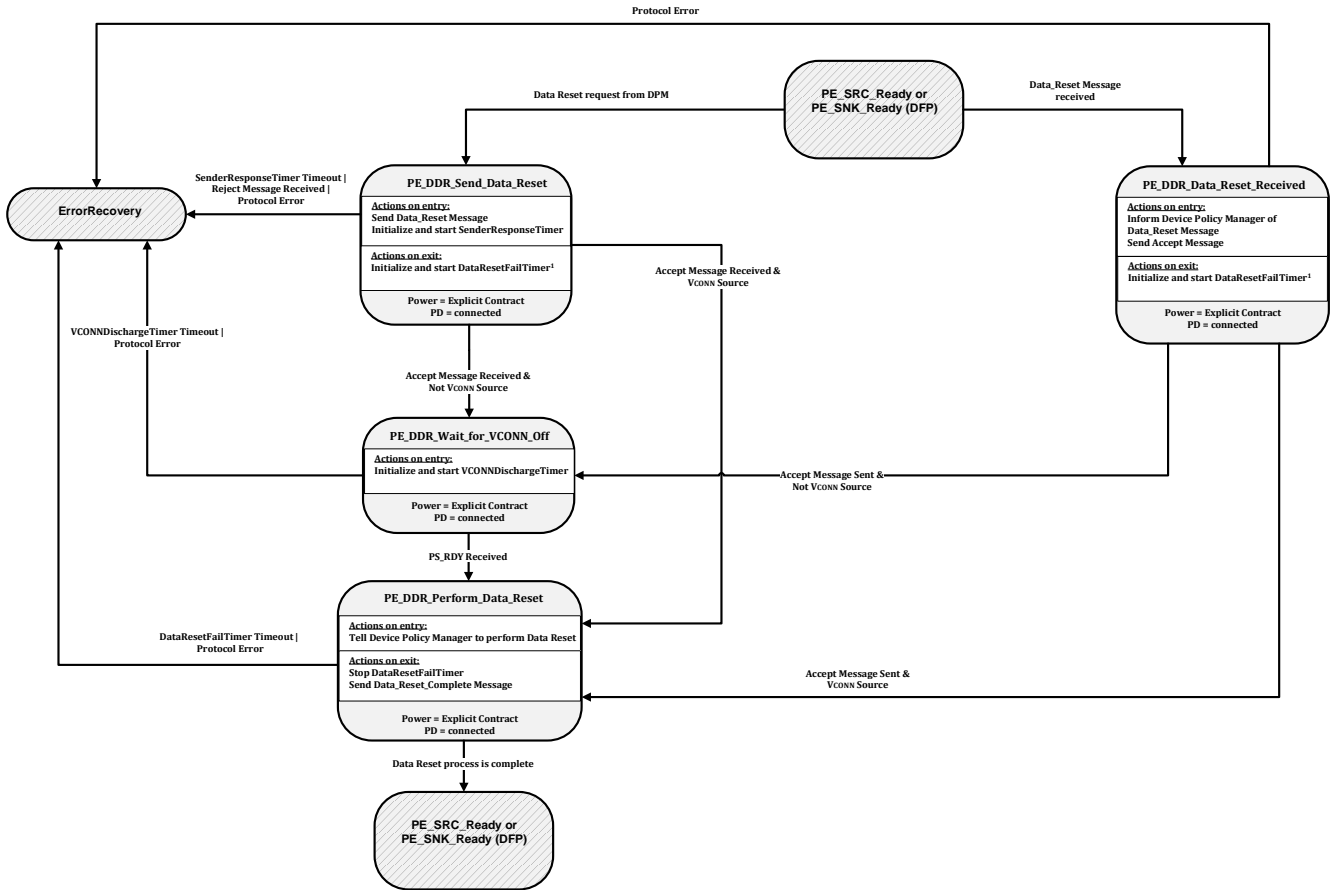 Protocol Error
PE_SRC_Ready or
PE_SNK_Ready (DFP)
Data Reset request from DPM
Data_Reset Message
received
SenderResponseTimer Timeout |
Reject Message Received |
Protocol Error
ErrorRecovery
PE_DDR_Send_Data_Reset
Actions on entry:
Send Data_Reset Message
Initialize and start SenderResponseTimer
Actions on exit:
Initialize and start DataResetFailTimer¹
Power = Explicit Contract
PD = connected
PE_DDR_Data_Reset_Received
Actions on entry:
Inform Device Policy Manager of
Data_Reset Message
Send Accept Message
Actions on exit:
Initialize and start DataResetFailTimer¹
Power = Explicit Contract
PD = connected
Accept Message Received &
VCONN Source
VCONNDischargeTimer Timeout |
Protocol Error
Accept Message Received &
Not VCONN Source
PE_DDR_Wait_for_VCONN_Off
Actions on entry:
Initialize and start VCONNDischargeTimer
Power = Explicit Contract
PD = connected
Accept Message Sent &
Not VCONN Source
PS_RDY Received
PE_DDR_Perform_Data_Reset
Actions on entry:
Tell Device Policy Manager to perform Data Reset
Actions on exit:
Stop DataResetFailTimer
Send Data_Reset_Complete Message
Power = Explicit Contract
PD = connected
DataResetFailTimer Timeout |
Protocol Error
Accept Message Sent &
VCONN Source
Data Reset process is complete
PE_SRC_Ready or
PE_SNK_Ready (DFP)